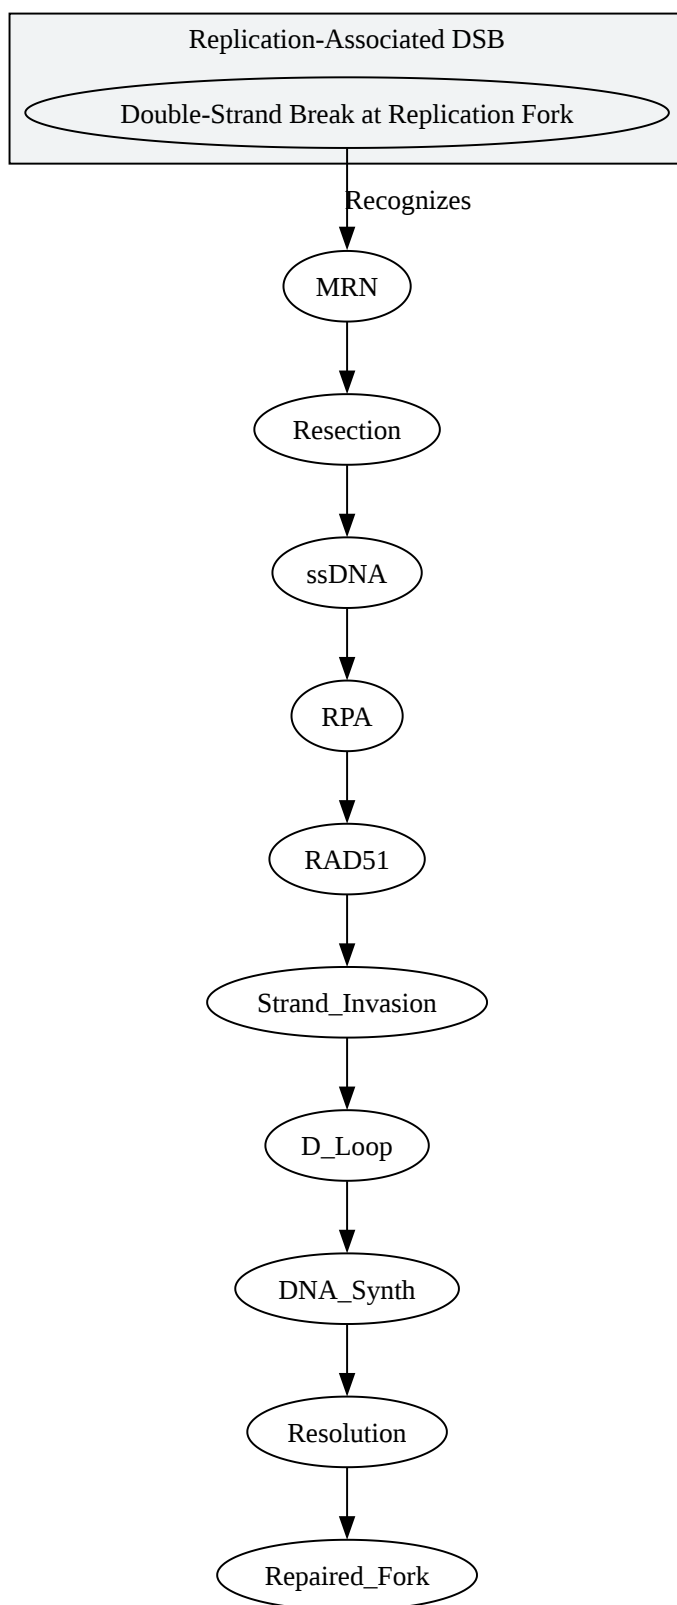 Replication-Associated DSB
Double-Strand Break at Replication Fork
Recognizes
MRN
Resection
ssDNA
RPA
RAD51
Strand_Invasion
D_Loop
DNA_Synth
Resolution
Repaired_Fork